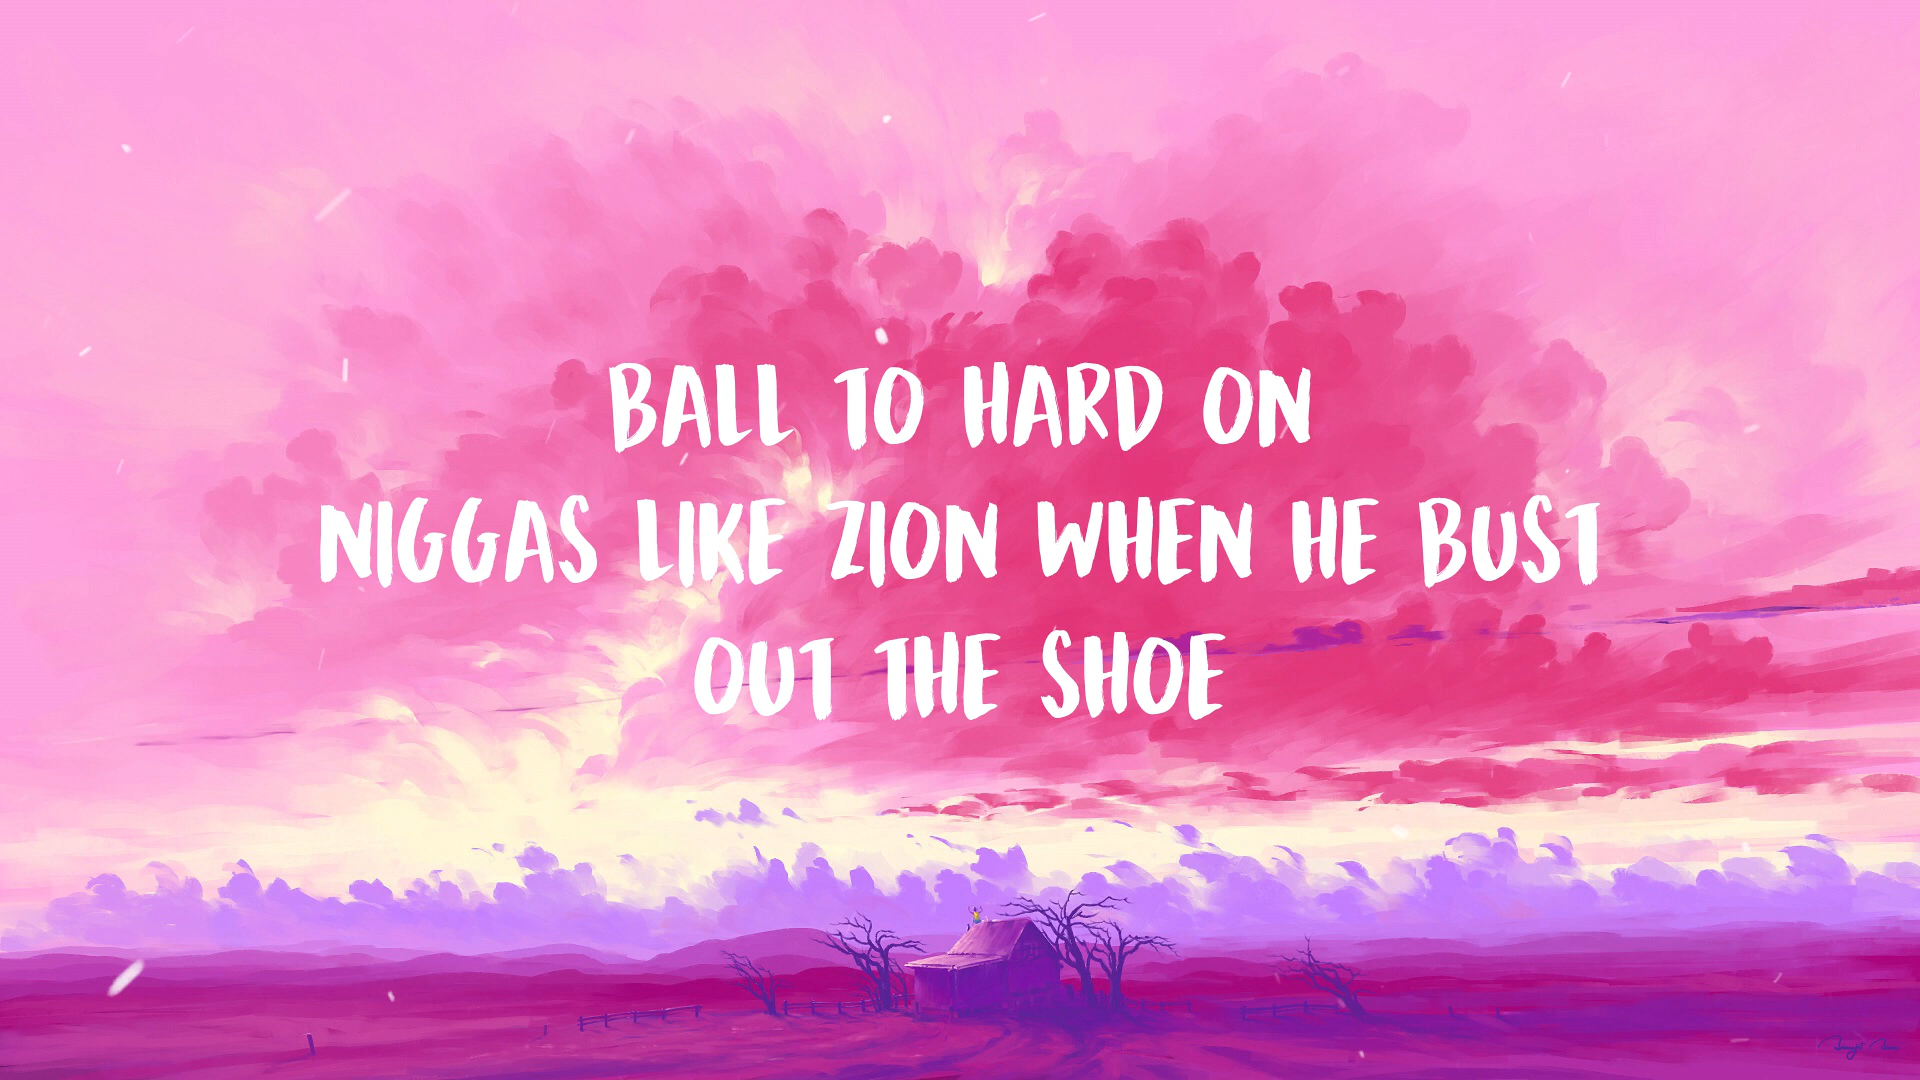 BALL TO HARD ON
NIGGAS LIKE ZION WHEN HE BUST
OUT THE SHOE